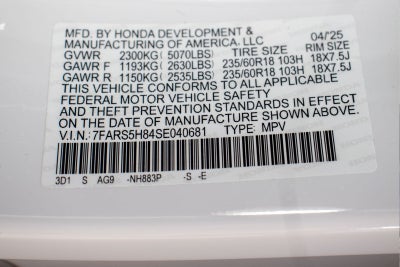 MFD. BY HONDA DEVELOPMENT & 04/25
MANUFACTURING OF AMERICA, LLC
GVWR 2300KG (5070LBS) TIRE SIZE RIM SIZE
GAWR F 1193KG (2630LBS) 235/60R18 103H 18X7.5J
GAWR R 1150KG (2535LBS) 235/60R18 103H 18X7.5J
THIS VEHICLE CONFORMS TO ALL APPLICABLE
FEDERAL MOTOR VEHICLE SAFETY, BUMPER,
AND THEFT PREVENTION STANDARDS IN EFFECT
ON THE DATE OF MANUFACTURE SHOWN ABOVE.
V.I.N.: 7FARS5H84SE040681 TYPE: MPV
3D1 S AG9 -NH883P -S -E